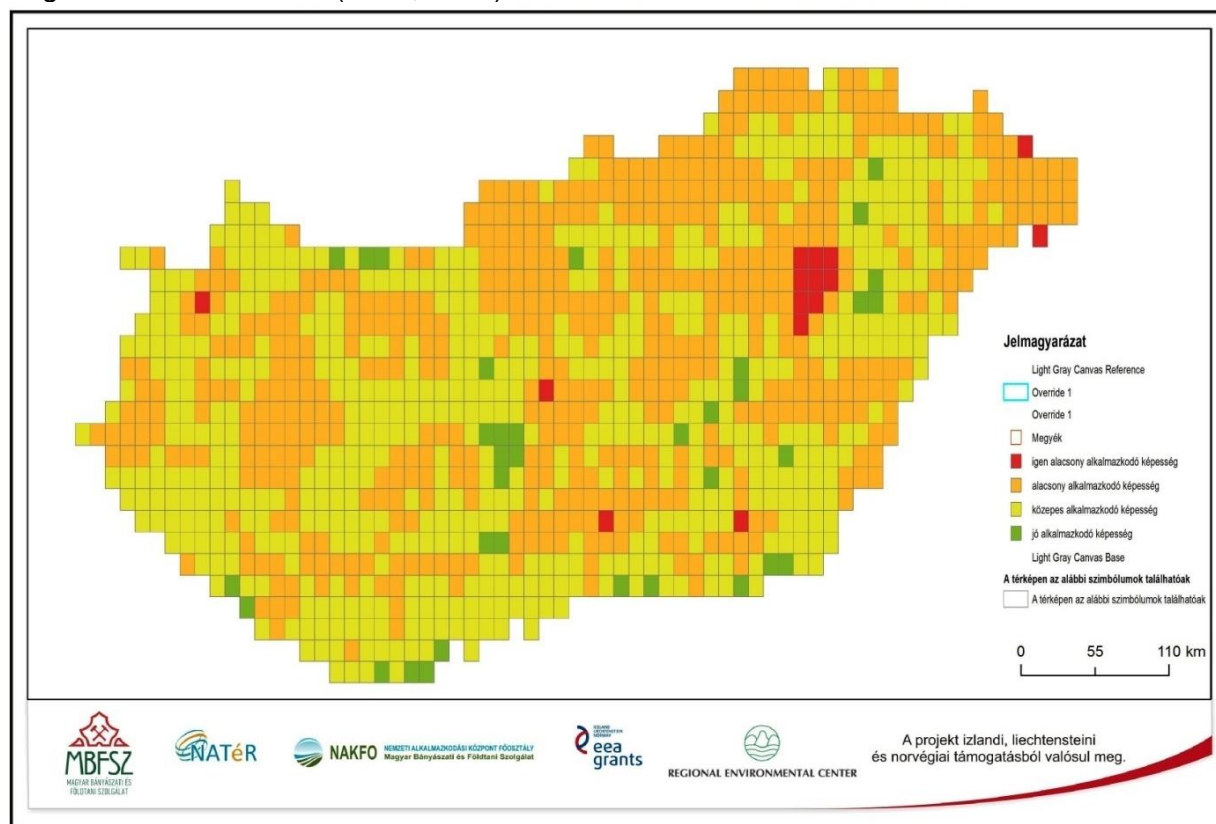 Jelmagyarázat
Light Gray Canvas Reference
Override 1
Override 1
Megyék
igen alacsony alkalmazkodó képesség
alacsony alkalmazkodó képesség
közepes alkalmazkodó képesség
jó alkalmazkodó képesség
Light Gray Canvas Base
A térképen az alábbi szimbólumok találhatóak
A térképen az alábbi szimbólumok találhatóak
0 55 110 km
MBFSZ
MAGYAR BÁNYÁSZATI ÉS
FÖLDTANI SZOLGÁLAT
NATéR
NAKFO
NEMZETI ALKALMAZKODÁSI KÖZPONT FŐOSZTÁLY
Magyar Bányászati és Földtani Szolgálat
ICELAND
LIECHTENSTEIN
NORWAY
eea
grants
REGIONAL ENVIRONMENTAL CENTER
A projekt izlandi, liechtensteini
és norvégiai támogatásból valósul meg.